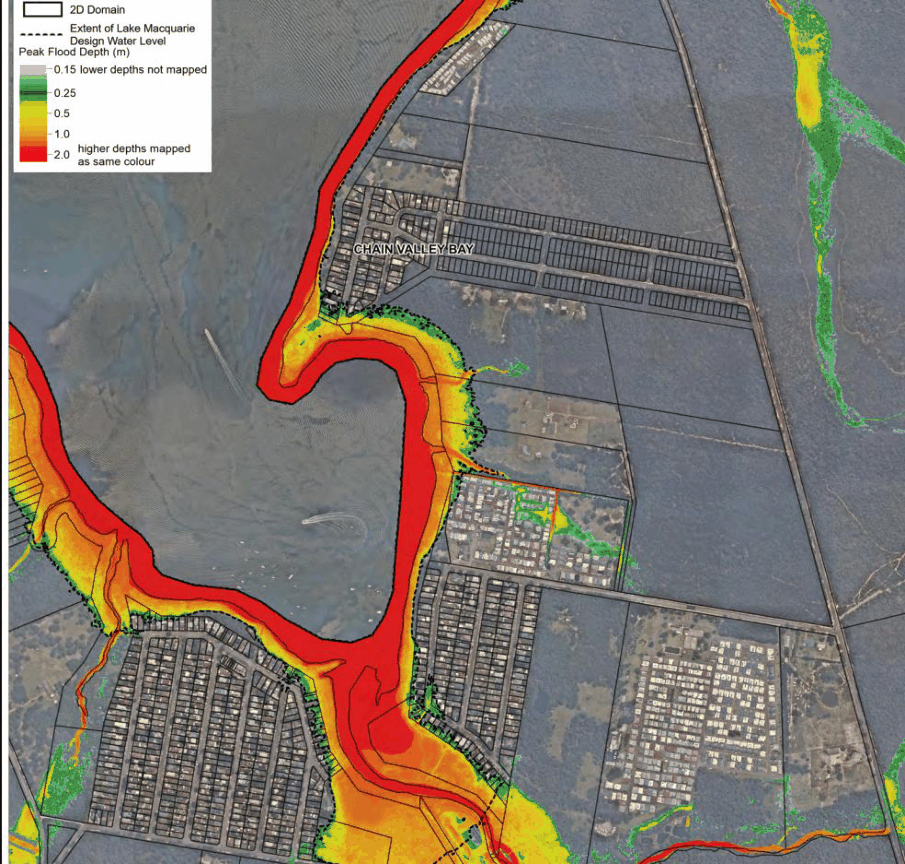 2D Domain
Extent of Lake Macquarie
Design Water Level
Peak Flood Depth (m)
0.15 lower depths not mapped
0.25
0.5
1.0
2.0 higher depths mapped
as same colour
CHAIN VALLEY BAY